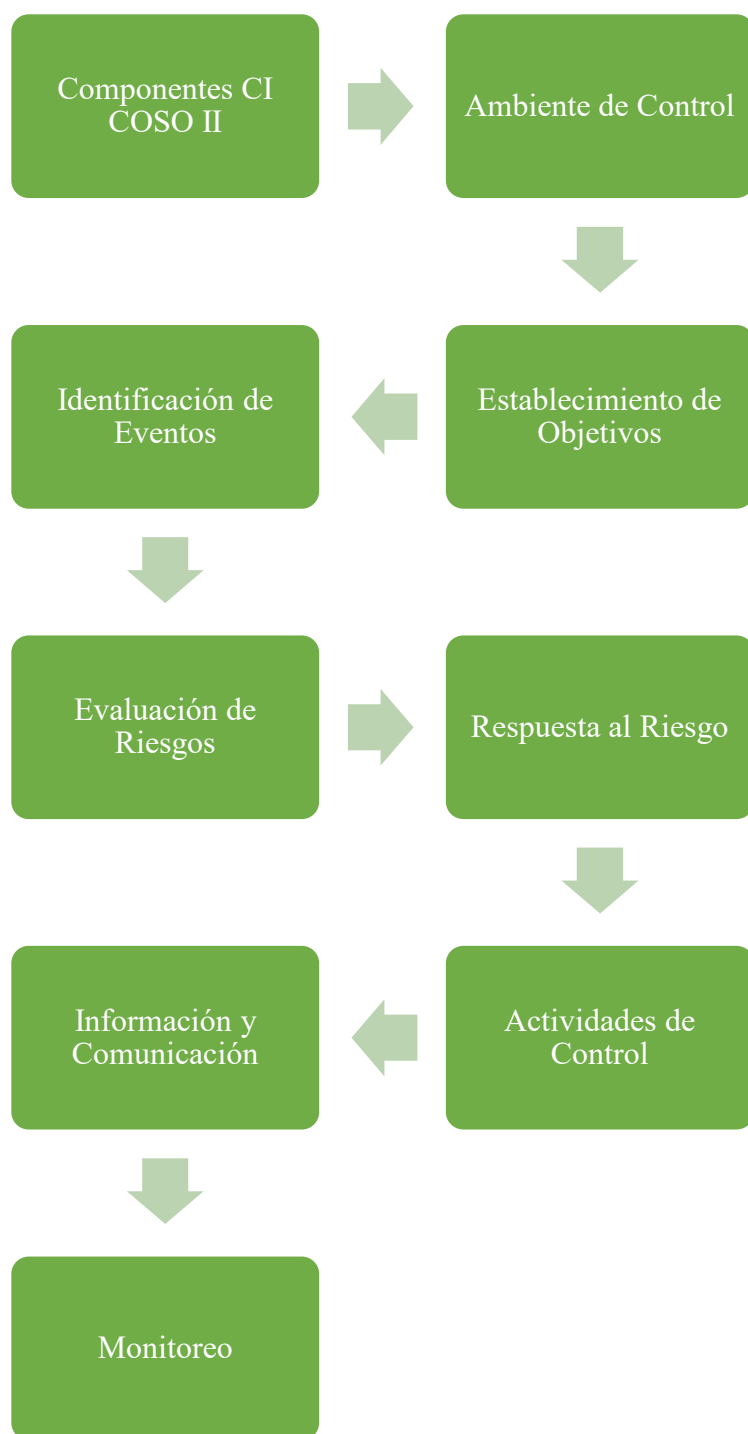 Componentes CI
COSO II
Ambiente de Control
Establecimiento de
Objetivos
Identificación de
Eventos
Evaluación de
Riesgos
Respuesta al Riesgo
Actividades de
Control
Información y
Comunicación
Monitoreo